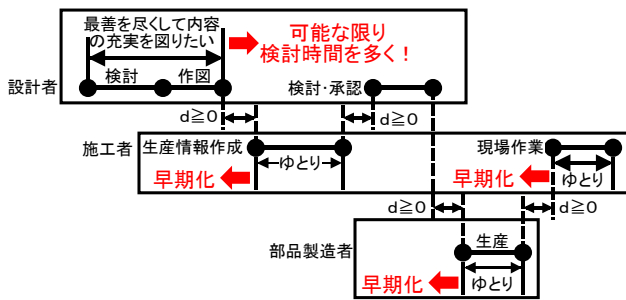 最善を尽くして内容
の充実を図りたい
可能な限り
検討時間を多く！
検討
作図
設計者
検討・承認
d≧0
d≧0
施工者
生産情報作成
現場作業
ゆとり
早期化
早期化
ゆとり
d≧0
d≧0
部品製造者
生産
早期化
ゆとり